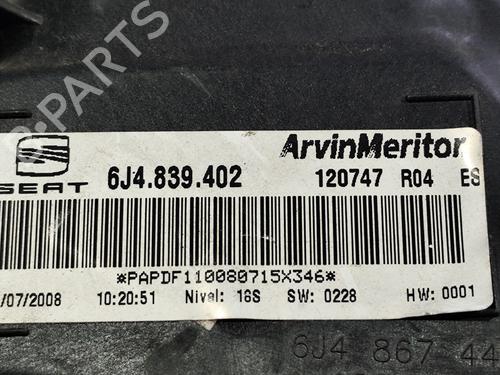 B-PARTS
SEAT
6J4.839.402
ArvinMeritor
120747 R04 ES
*PAPDF110080715X346*
/07/2008 10:20:51 Nivel: 16S SW: 0228 HW: 0001
6J4 867 44